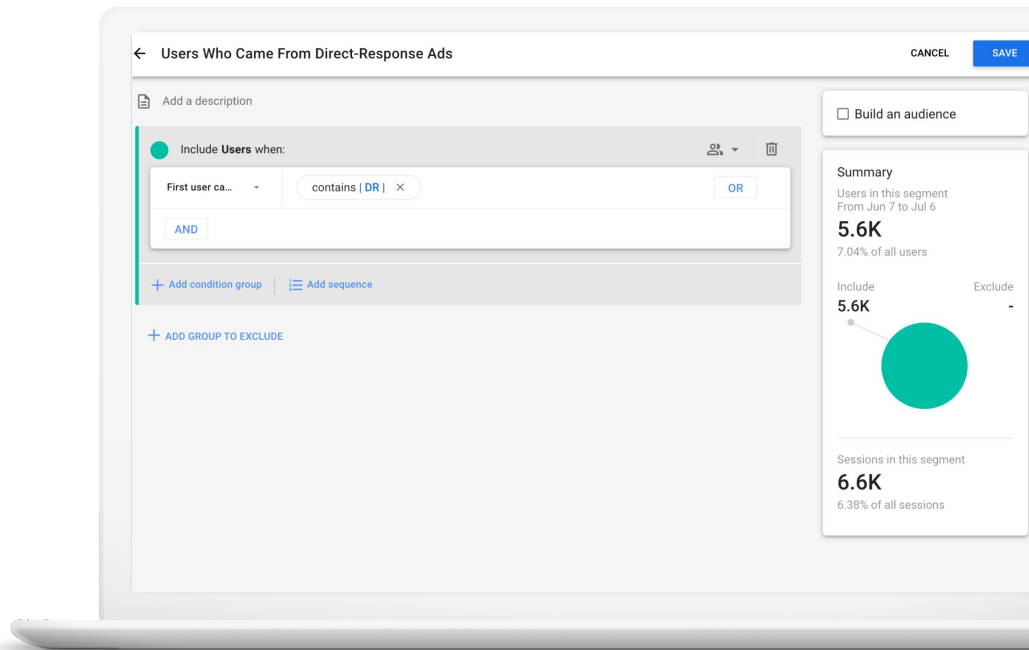 Users Who Came From Direct-Response Ads
CANCEL
SAVE
Add a description
Build an audience
Include Users when:
First user ca...
contains | DR |
OR
AND
Add condition group
Add sequence
ADD GROUP TO EXCLUDE
Summary
Users in this segment
From Jun 7 to Jul 6
5.6K
7.04% of all users
Include
Exclude
5.6K
-
Sessions in this segment
6.6K
6.38% of all sessions